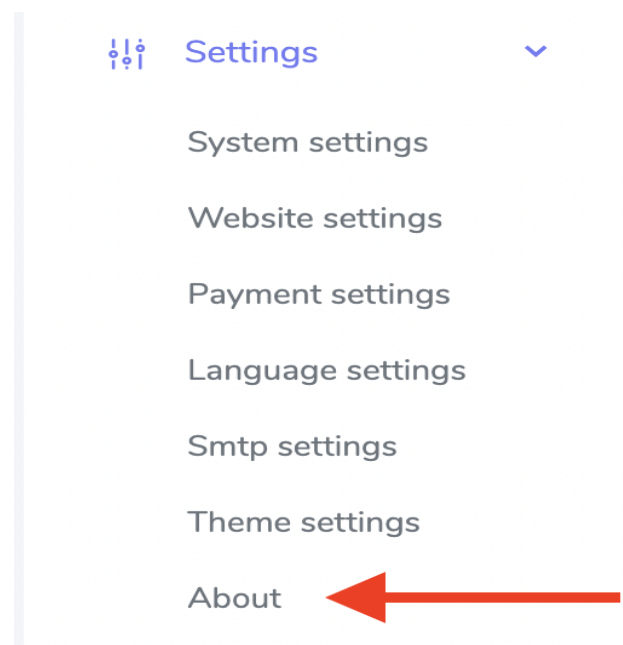 Settings
System settings
Website settings
Payment settings
Language settings
Smtp settings
Theme settings
About